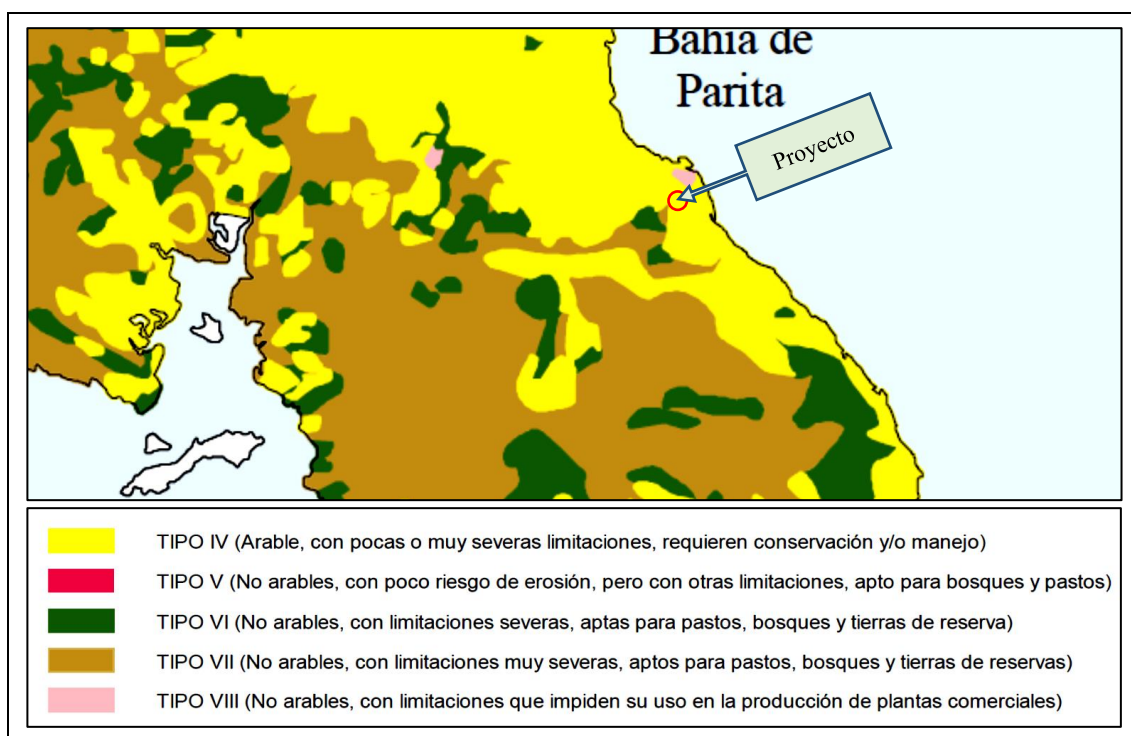 Bahía de
Parita
Proyecto
TIPO IV (Arable, con pocas o muy severas limitaciones, requieren conservación y/o manejo)
TIPO V (No arables, con poco riesgo de erosión, pero con otras limitaciones, apto para bosques y pastos)
TIPO VI (No arables, con limitaciones severas, aptas para pastos, bosques y tierras de reserva)
TIPO VII (No arables, con limitaciones muy severas, aptos para pastos, bosques y tierras de reservas)
TIPO VIII (No arables, con limitaciones que impiden su uso en la producción de plantas comerciales)